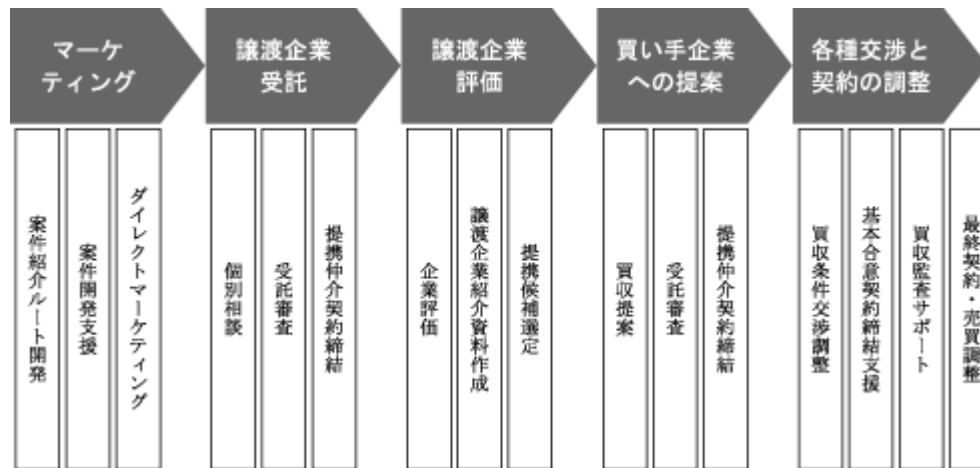 マーケ
ティング
譲渡企業
受託
譲渡企業
評価
買い手企業
への提案
各種交渉と
契約の調整
案件紹介ルート開発
案件開発支援
ダイレクトマーケティング
個別相談
受託審査
提携仲介契約締結
企業評価
譲渡企業紹介資料作成
提携候補選定
買収提案
受託審査
提携仲介契約締結
買収条件交渉調整
基本合意契約締結支援
買収監査サポート
最終契約・売買調整